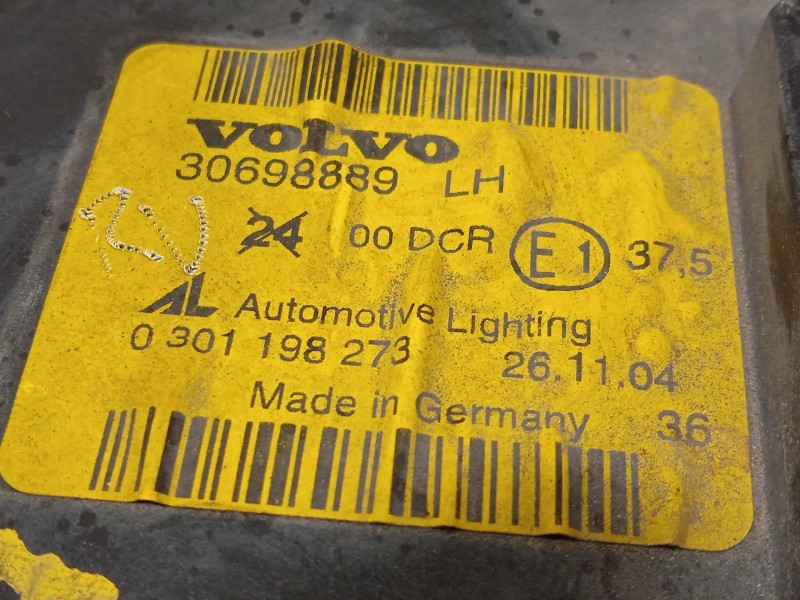 VOLVO
30698889 LH
24 00 DCR E1 37,5
AL Automotive Lighting
0 301 198 273 26.11.04
Made in Germany 36